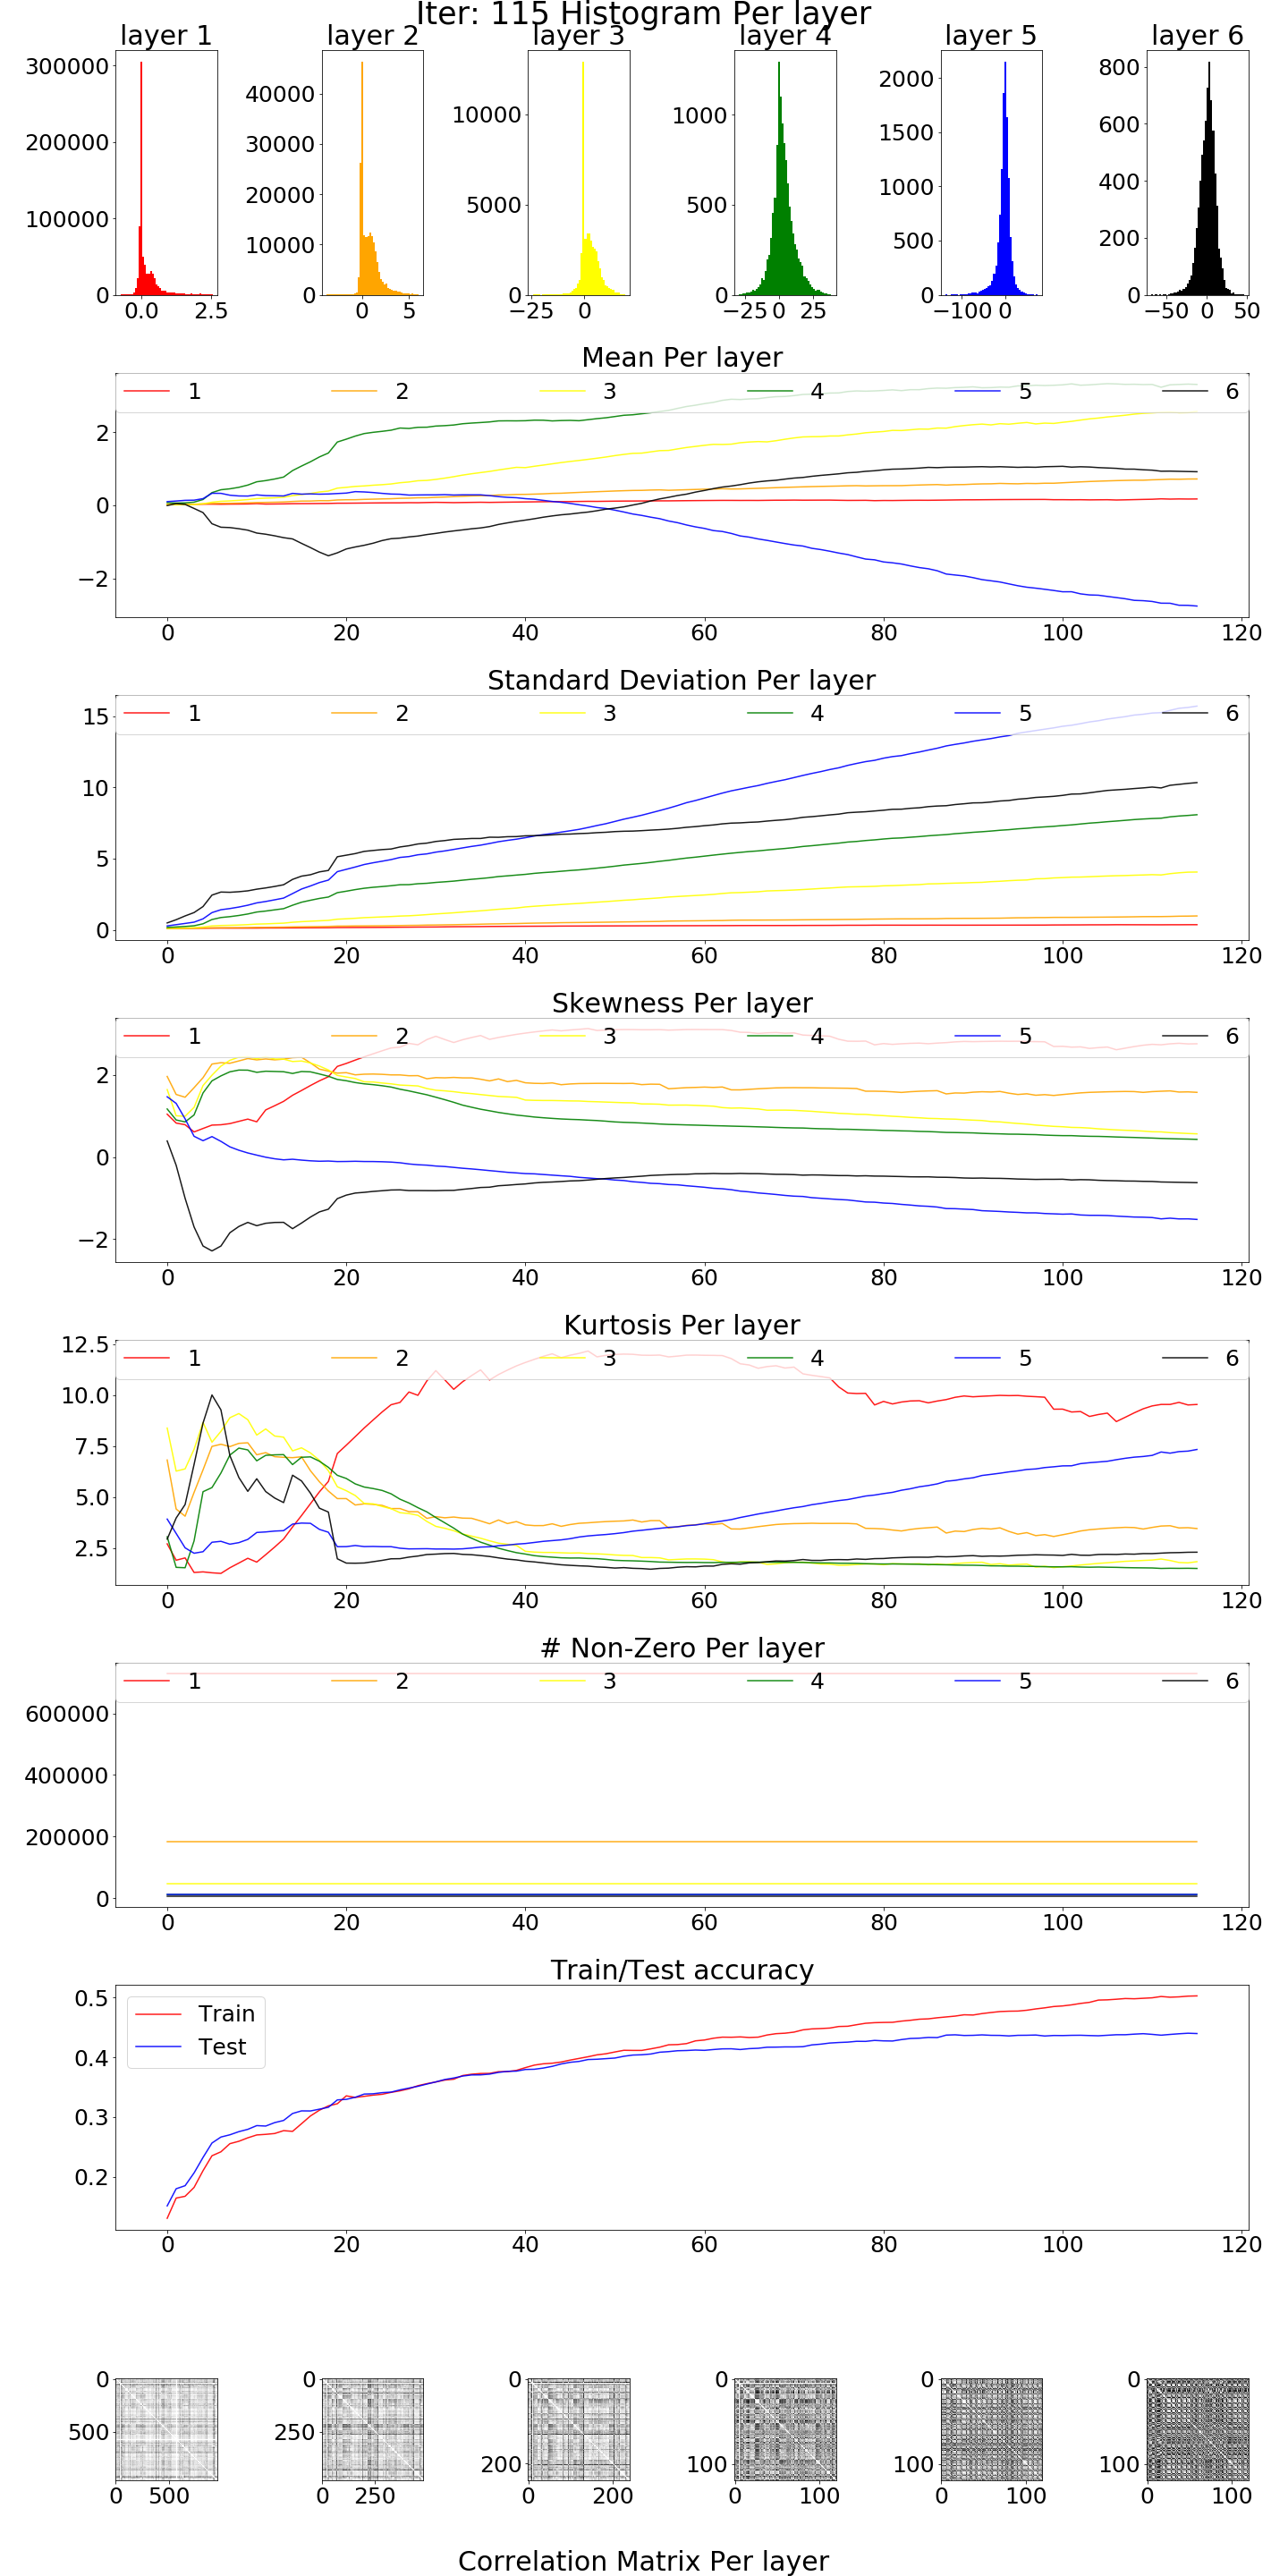 Iter: 115 Histogram Per layer
layer 1 layer 2 layer 3 layer 4 layer 5 layer 6
300000 200000 100000 0
0.0 2.5
40000 30000 20000 10000 0
0 5
10000 5000 0
−25 0
1000 500 0
−25 0 25
2000 1500 1000 500 0
−100 0
800 600 400 200 0
−50 0 50
Mean Per layer
1 2 3 4 5 6
2
0
−2
0 20 40 60 80 100 120
Standard Deviation Per layer
1 2 3 4 5 6
15
10
5
0
0 20 40 60 80 100 120
Skewness Per layer
1 2 3 4 5 6
2
0
−2
0 20 40 60 80 100 120
Kurtosis Per layer
1 2 3 4 5 6
12.5
10.0
7.5
5.0
2.5
0 20 40 60 80 100 120
# Non-Zero Per layer
1 2 3 4 5 6
600000
400000
200000
0
0 20 40 60 80 100 120
Train/Test accuracy
Train
Test
0.5
0.4
0.3
0.2
0 20 40 60 80 100 120
0 500
0 500
0 250
0 250
0 200
0 200
0 100
0 100
0 100
0 100
0 100
0 100
Correlation Matrix Per layer